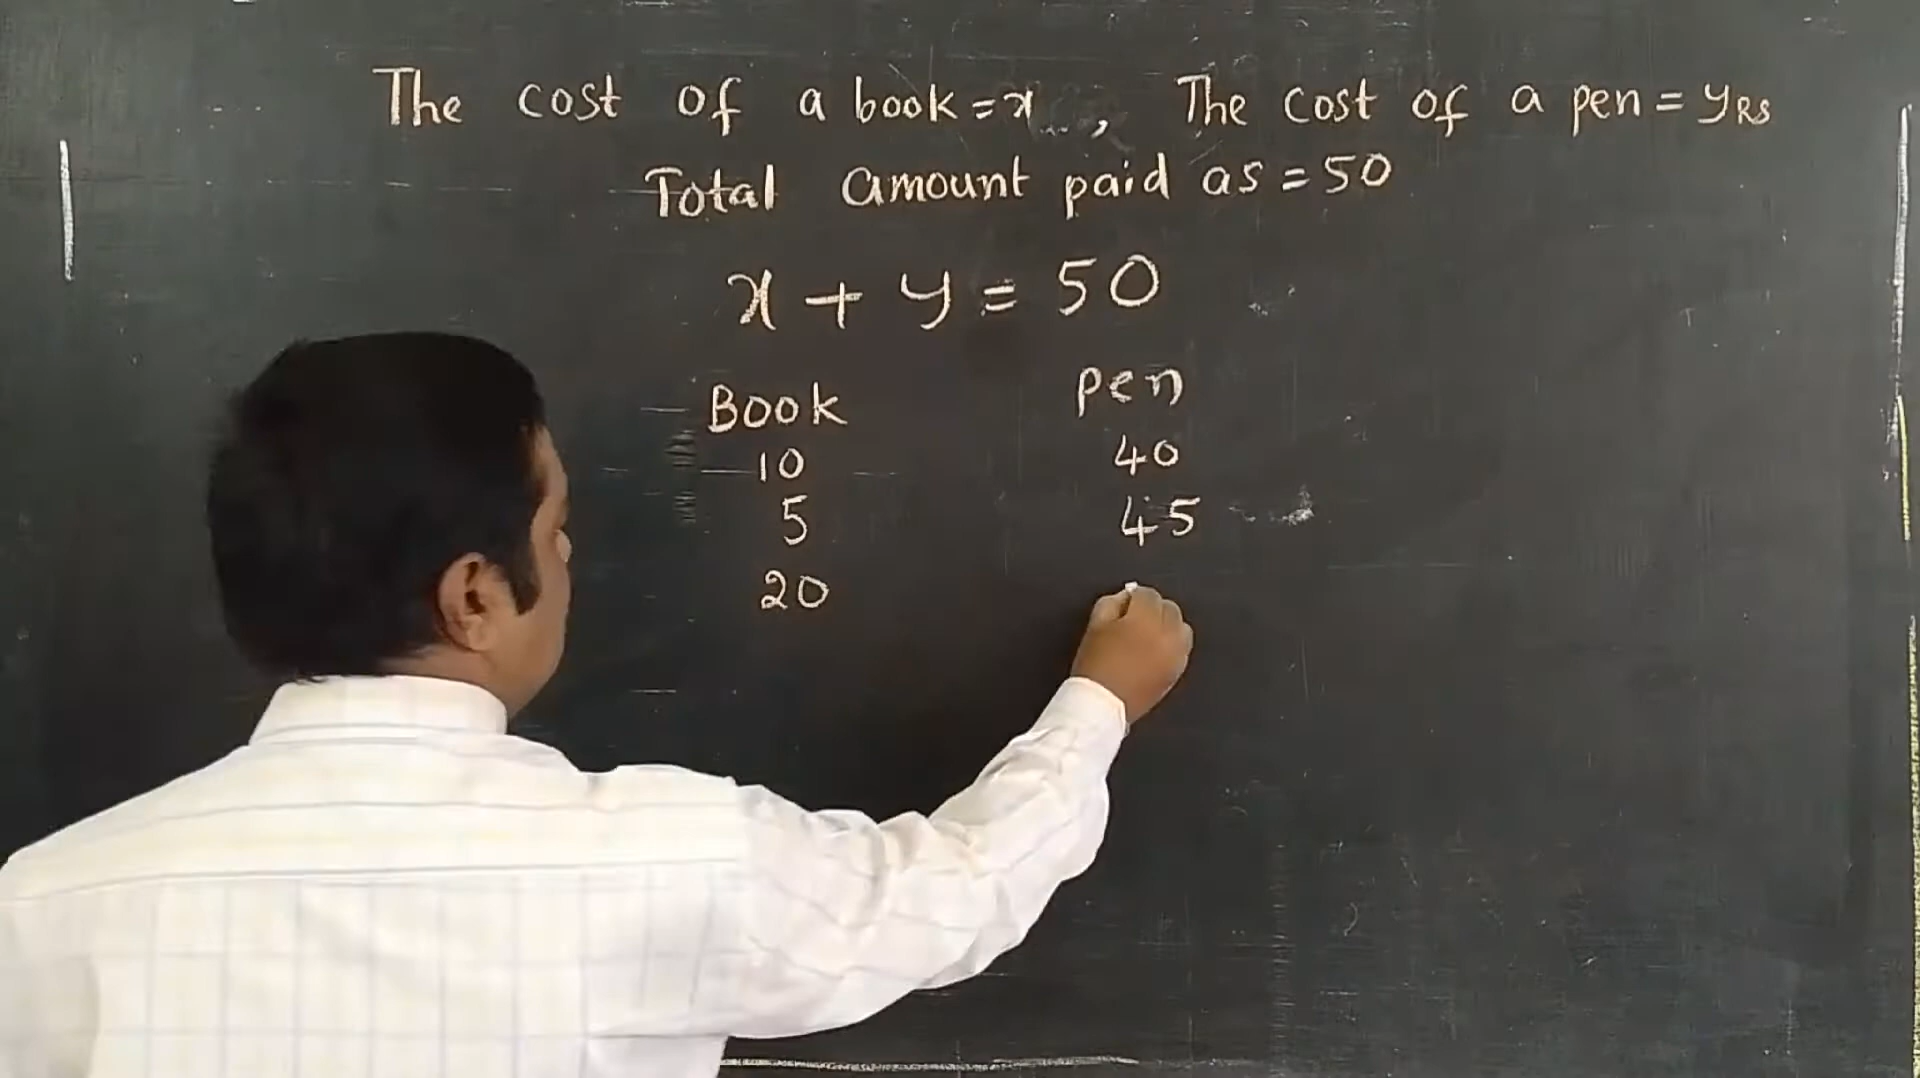 The cost of a book = x , The cost of a pen = y Rs
Total amount paid as = 50
x + y = 50
Book pen
10 40
5 45
20